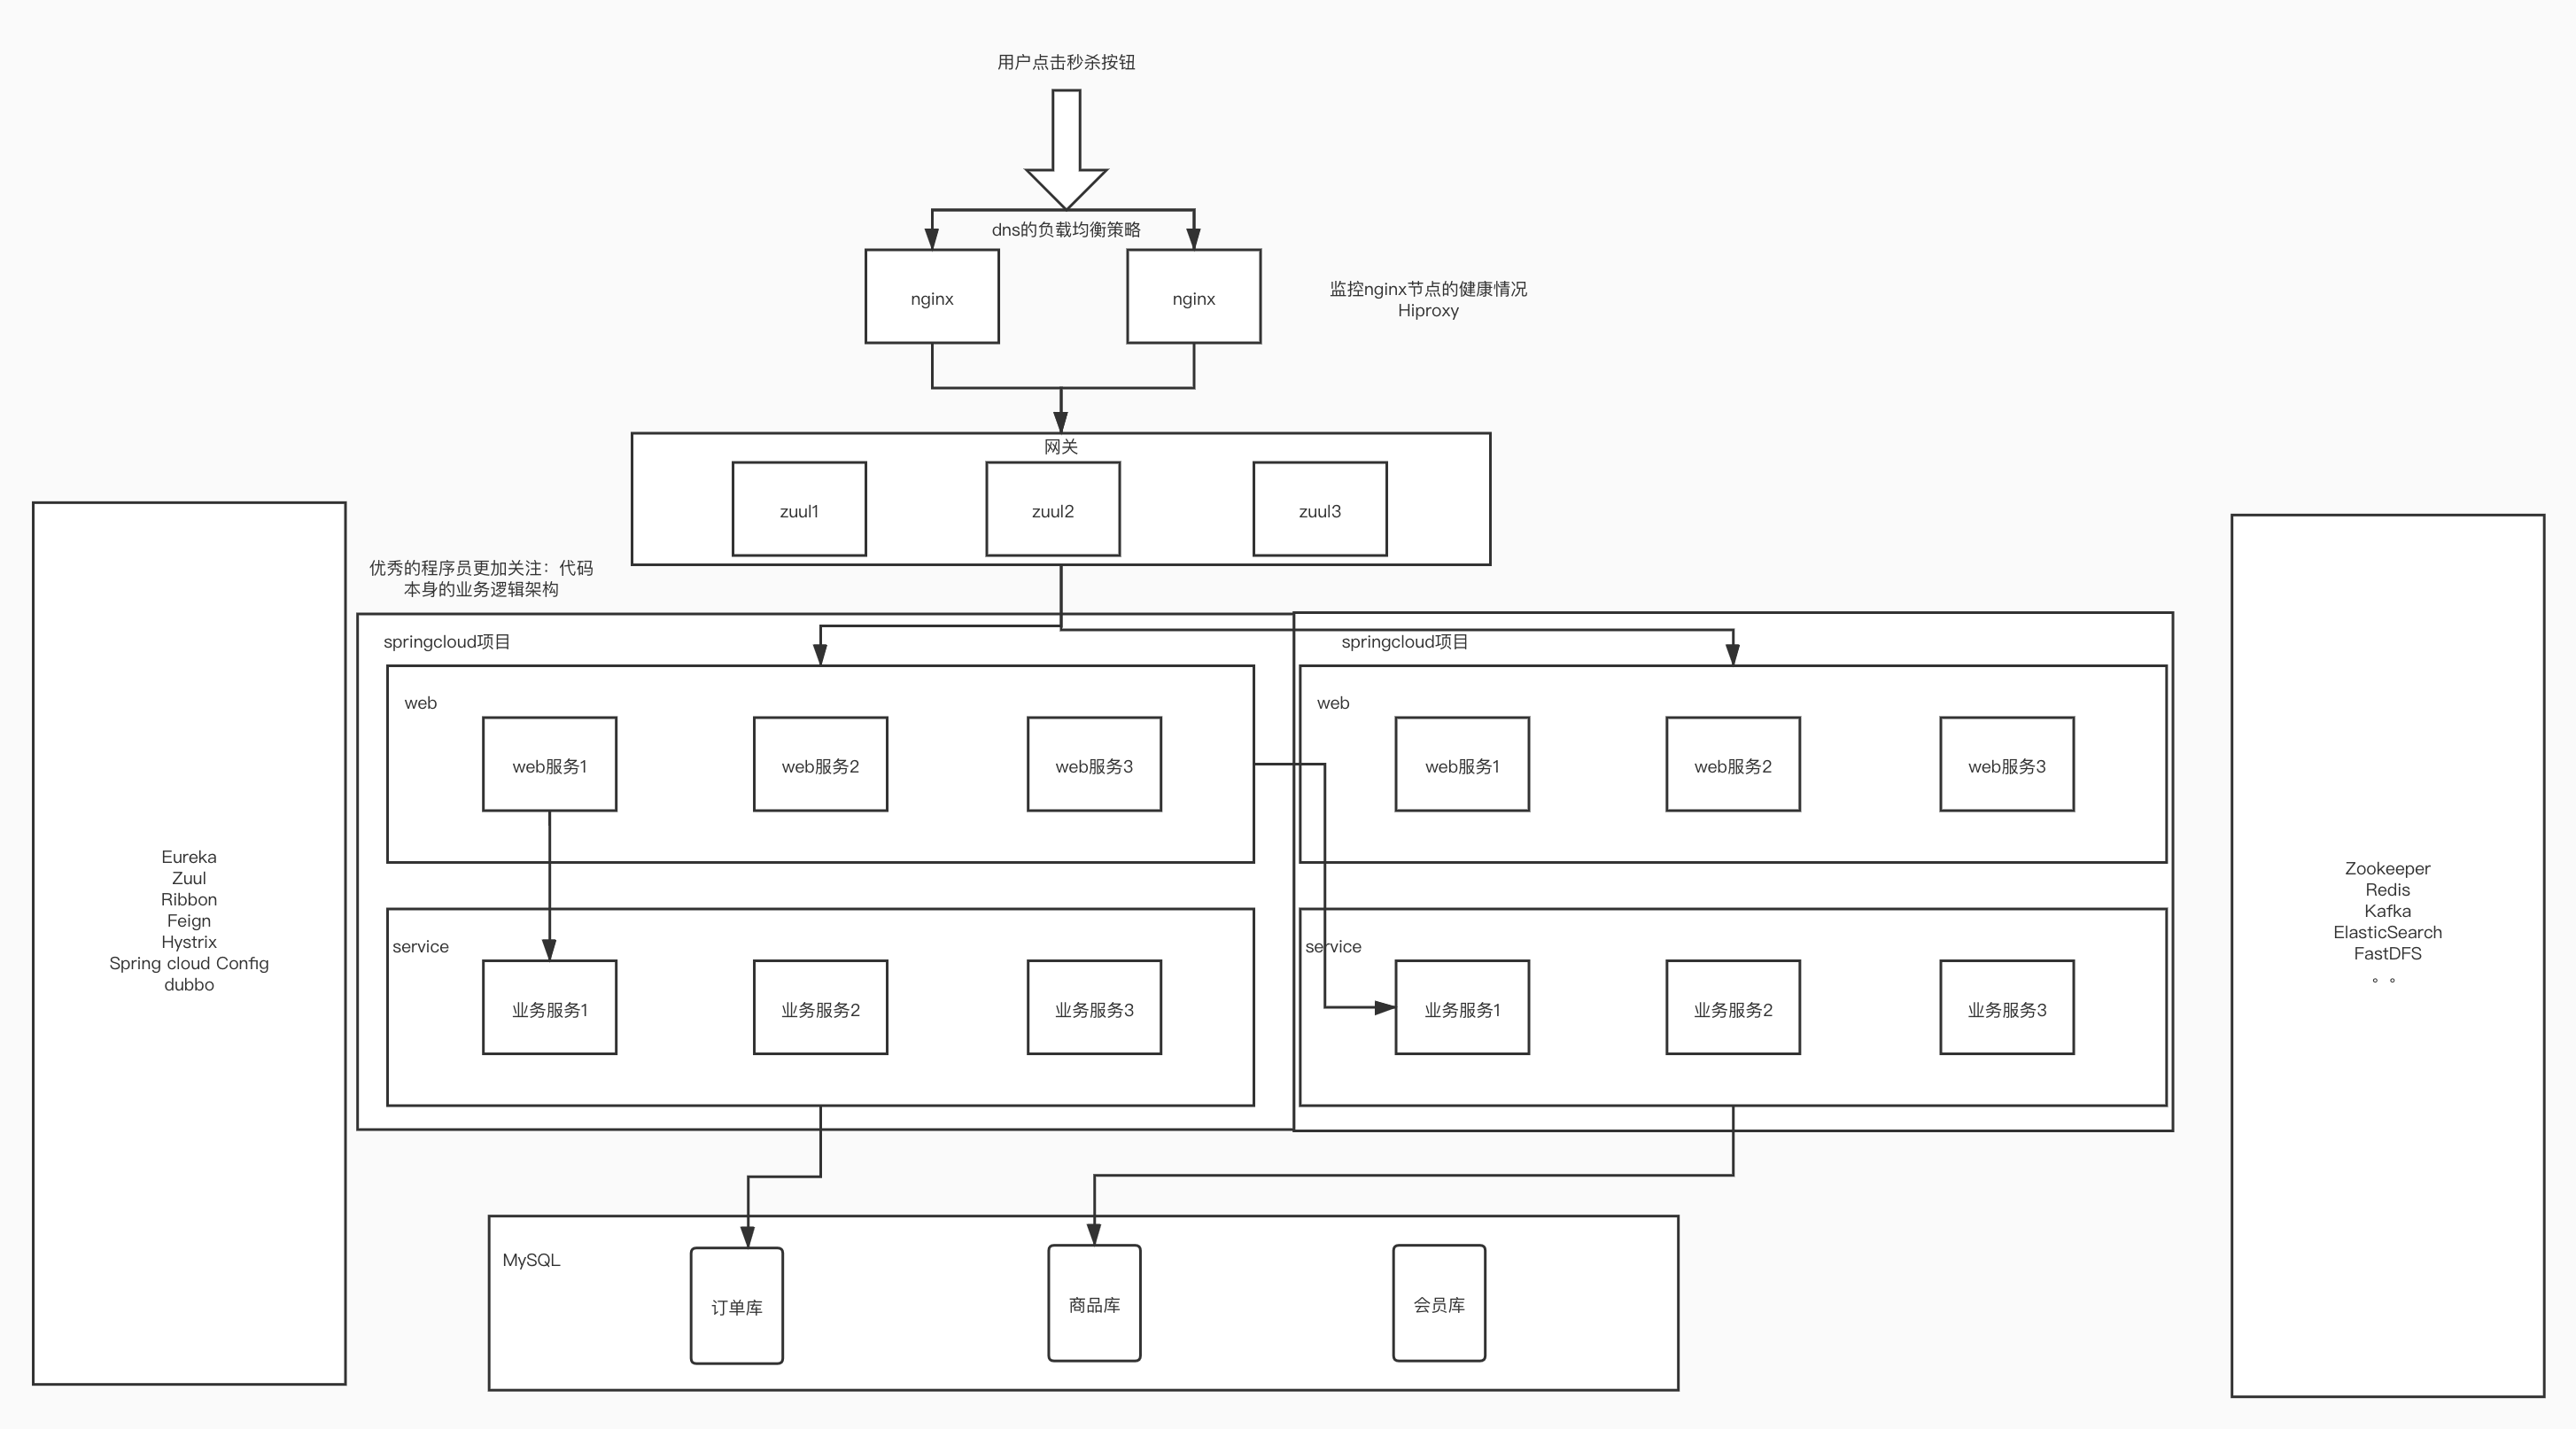 用户点击秒杀按钮
dns的负载均衡策略
nginx
nginx
监控nginx节点的健康情况
Hiproxy
网关
zuul1
zuul2
zuul3
优秀的程序员更加关注：代码
本身的业务逻辑架构
springcloud项目
web
web服务1
web服务2
web服务3
service
业务服务1
业务服务2
业务服务3
springcloud项目
web
web服务1
web服务2
web服务3
service
业务服务1
业务服务2
业务服务3
Eureka
Zuul
Ribbon
Feign
Hystrix
Spring cloud Config
dubbo
Zookeeper
Redis
Kafka
ElasticSearch
FastDFS
。。
MySQL
订单库
商品库
会员库